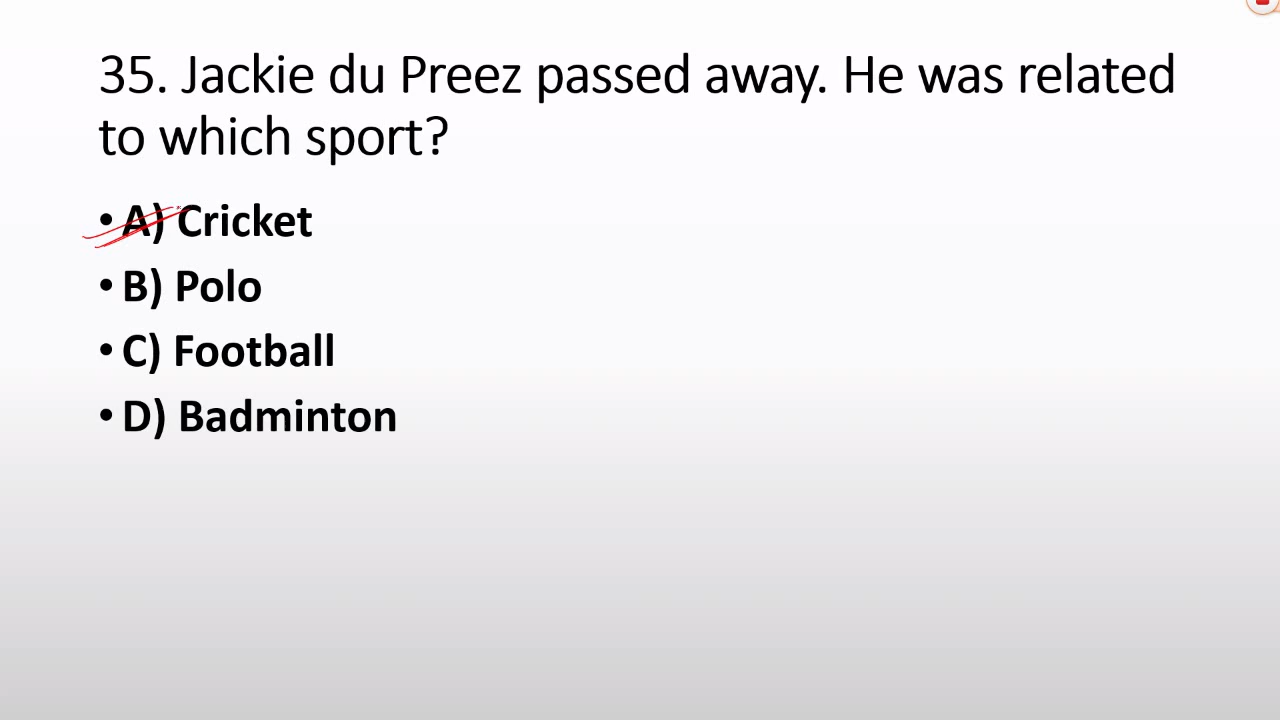 35. Jackie du Preez passed away. He was related
to which sport?
• A) Cricket
• B) Polo
• C) Football
• D) Badminton